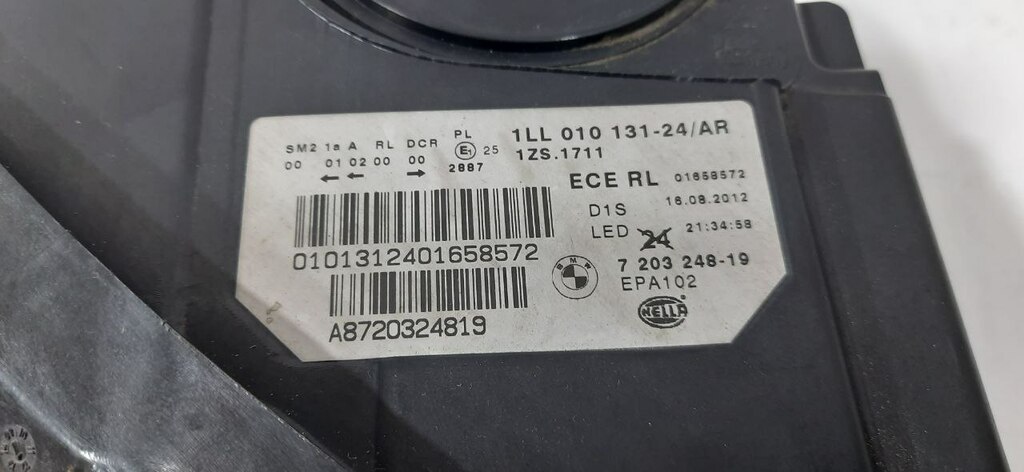 SM2 1a A RL DCR PL
00 01 02 00 00 E1 25
← ← → 2887
1LL 010 131-24/AR
1ZS.1711
ECE RL 01658572
D1S 16.08.2012
LED 24 21:34:58
BMW 7 203 248-19
EPA102
HELLA
0101312401658572
A8720324819